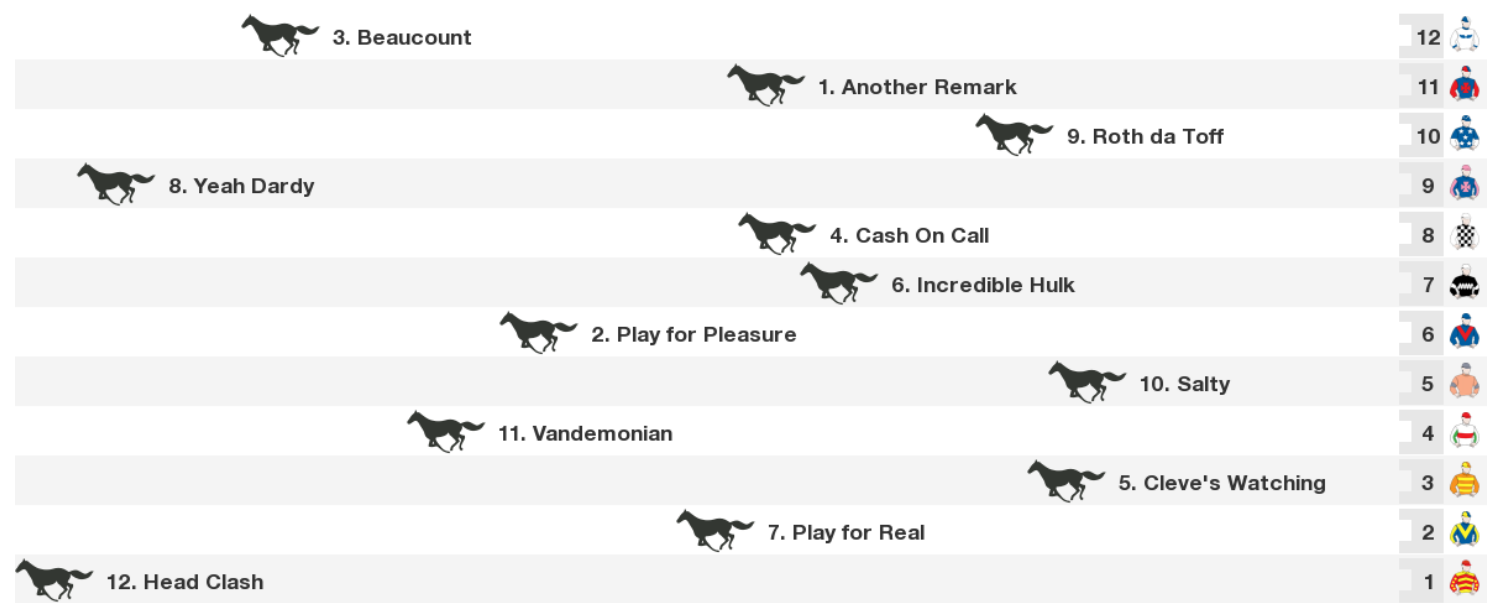 3. Beaucount 12
1. Another Remark 11
9. Roth da Toff 10
8. Yeah Dardy 9
4. Cash On Call 8
6. Incredible Hulk 7
2. Play for Pleasure 6
10. Salty 5
11. Vandemonian 4
5. Cleve's Watching 3
7. Play for Real 2
12. Head Clash 1